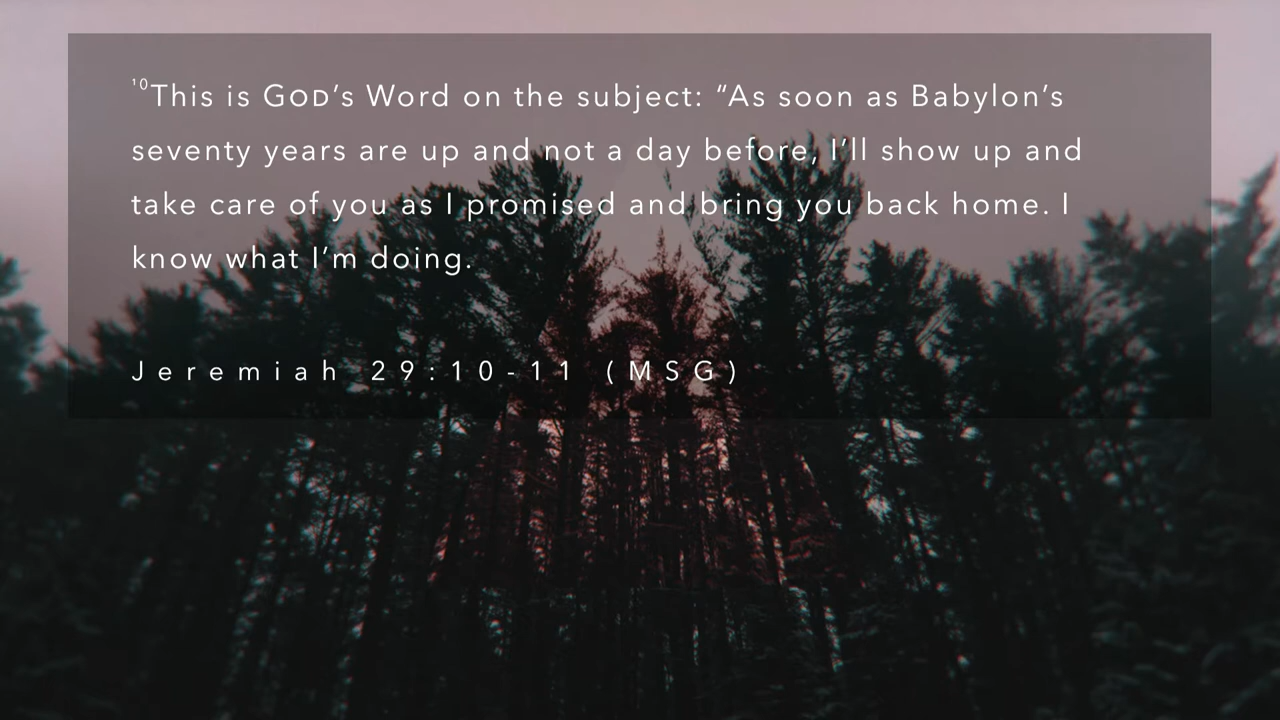 ¹⁰This is GOD’s Word on the subject: “As soon as Babylon’s
seventy years are up and not a day before, I’ll show up and
take care of you as I promised and bring you back home. I
know what I’m doing.
Jeremiah 29:10-11 (MSG)